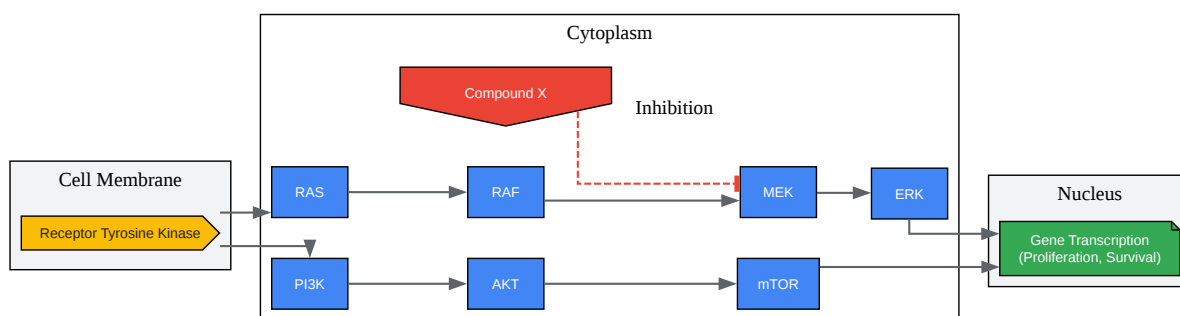 Cytoplasm
Compound X
Inhibition
Cell Membrane
Receptor Tyrosine Kinase
RAS
RAF
MEK
ERK
PI3K
AKT
mTOR
Nucleus
Gene Transcription
(Proliferation, Survival)